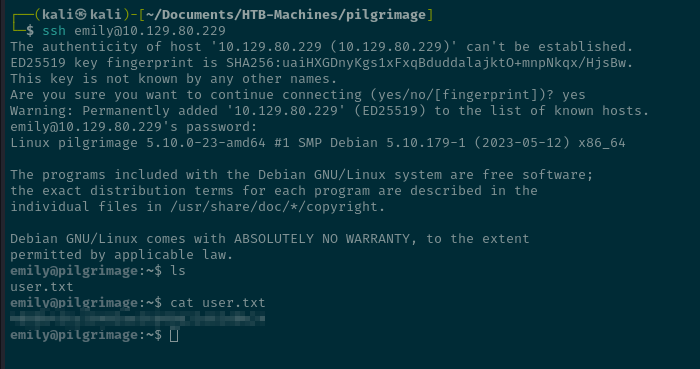 ┌──(kali㉿kali)-[~/Documents/HTB-Machines/pilgrimage]
└─$ ssh emily@10.129.80.229
The authenticity of host '10.129.80.229 (10.129.80.229)' can't be established.
ED25519 key fingerprint is SHA256:uaiHXGDnyKgs1xFxqBduddalajktO+mnpNkqx/HjsBw.
This key is not known by any other names.
Are you sure you want to continue connecting (yes/no/[fingerprint])? yes
Warning: Permanently added '10.129.80.229' (ED25519) to the list of known hosts.
emily@10.129.80.229's password:
Linux pilgrimage 5.10.0-23-amd64 #1 SMP Debian 5.10.179-1 (2023-05-12) x86_64
The programs included with the Debian GNU/Linux system are free software;
the exact distribution terms for each program are described in the
individual files in /usr/share/doc/*/copyright.
Debian GNU/Linux comes with ABSOLUTELY NO WARRANTY, to the extent
permitted by applicable law.
emily@pilgrimage:~$ ls
user.txt
emily@pilgrimage:~$ cat user.txt
emily@pilgrimage:~$